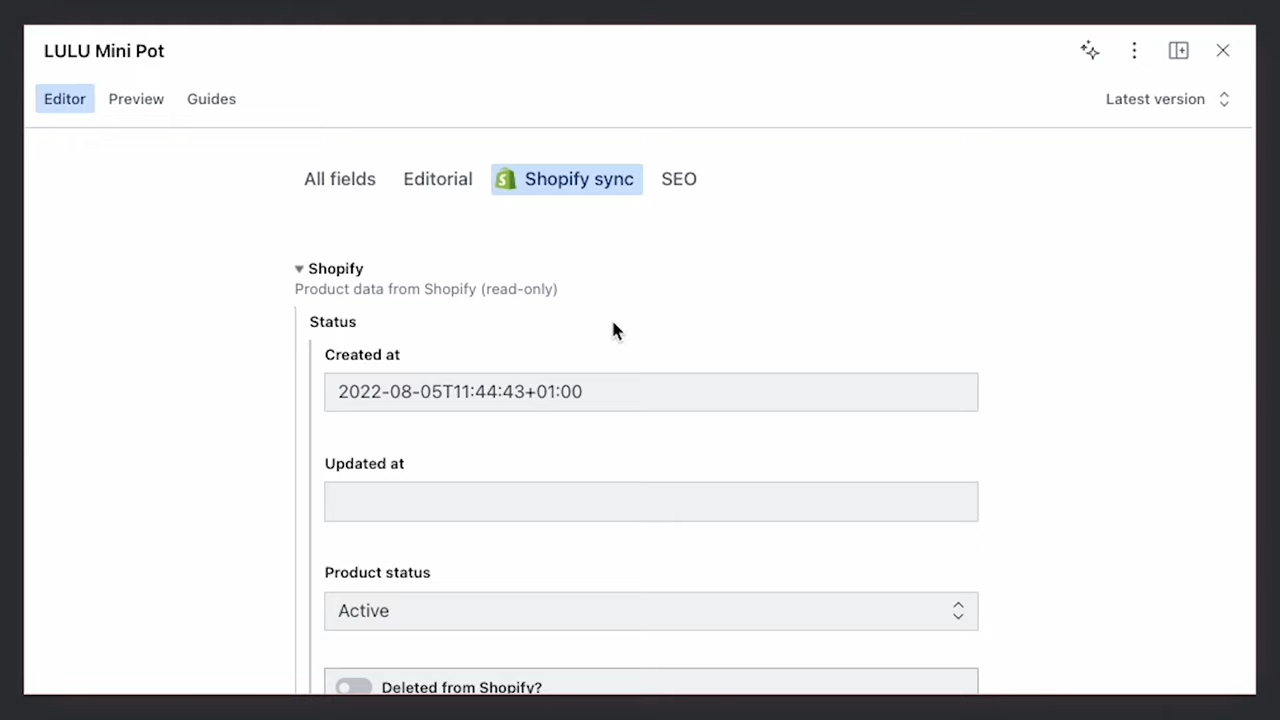 LULU Mini Pot
Editor Preview Guides Latest version
All fields Editorial Shopify sync SEO
Shopify
Product data from Shopify (read-only)
Status
Created at
2022-08-05T11:44:43+01:00
Updated at
Product status
Active
Deleted from Shopify?